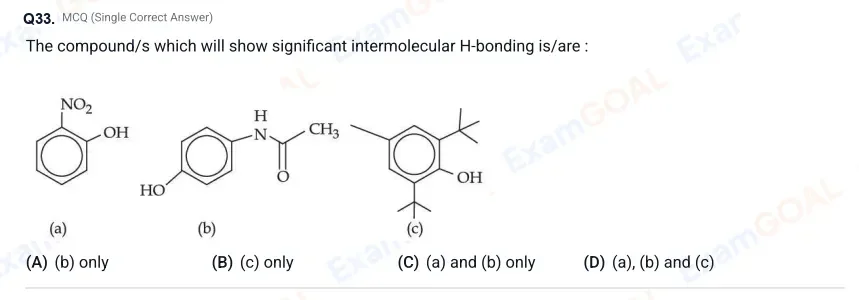 Q33. MCQ (Single Correct Answer)
The compound/s which will show significant intermolecular H-bonding is/are :
NO₂
OH
H
N
CH₃
O
HO
OH
(a) (b) (c)
(A) (b) only (B) (c) only (C) (a) and (b) only (D) (a), (b) and (c)
ExamGOAL